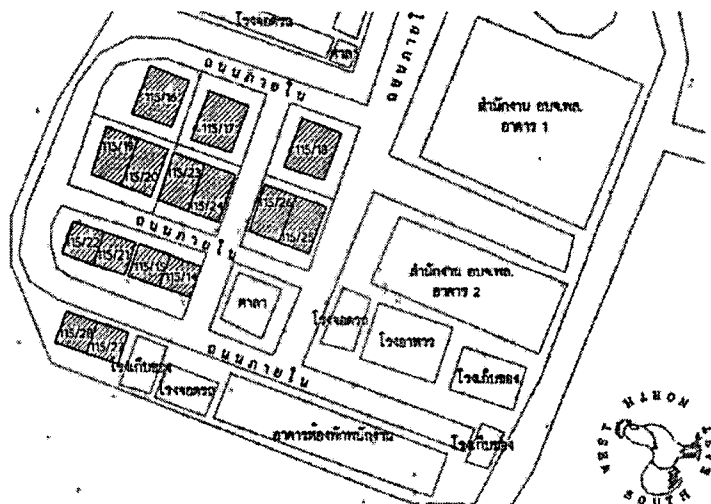 โรงจอดรถ
ศาลา
ถนนภายใน
ถนนภายใน
สำนักงาน อบจ.พล.
อาคาร 1
115/16
115/17
115/18
115/19
115/20
115/23
115/24
115/26
115/25
ถนนภายใน
115/22
115/21
115/15
115/14
ศาลา
สำนักงาน อบจ.พล.
อาคาร 2
โรงจอดรถ
โรงอาหาร
โรงเก็บของ
115/28
115/27
ถนนภายใน
โรงเก็บของ
โรงจอดรถ
อาคารห้องพักพนักงาน
โรงเก็บของ
NORTH
WEST
EAST
SOUTH